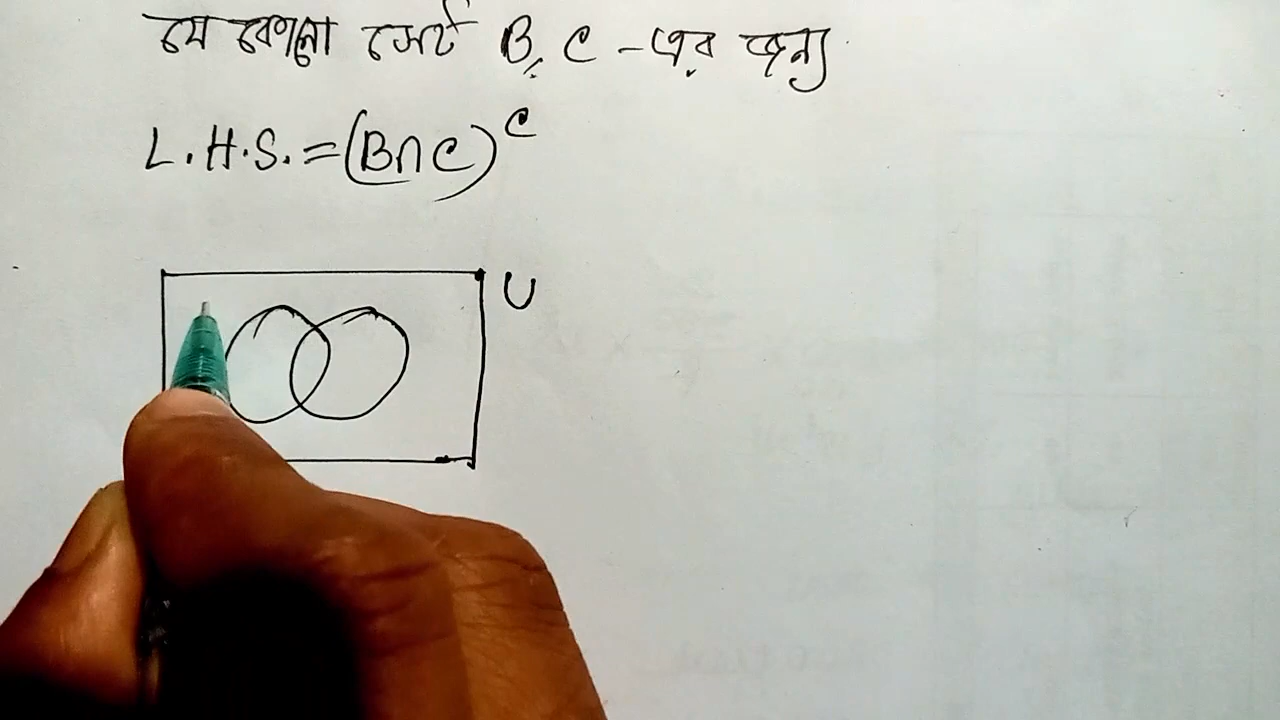 যে কোনো সেট B, C -এর জন্য
L.H.S. = (B∩C)ᶜ
U